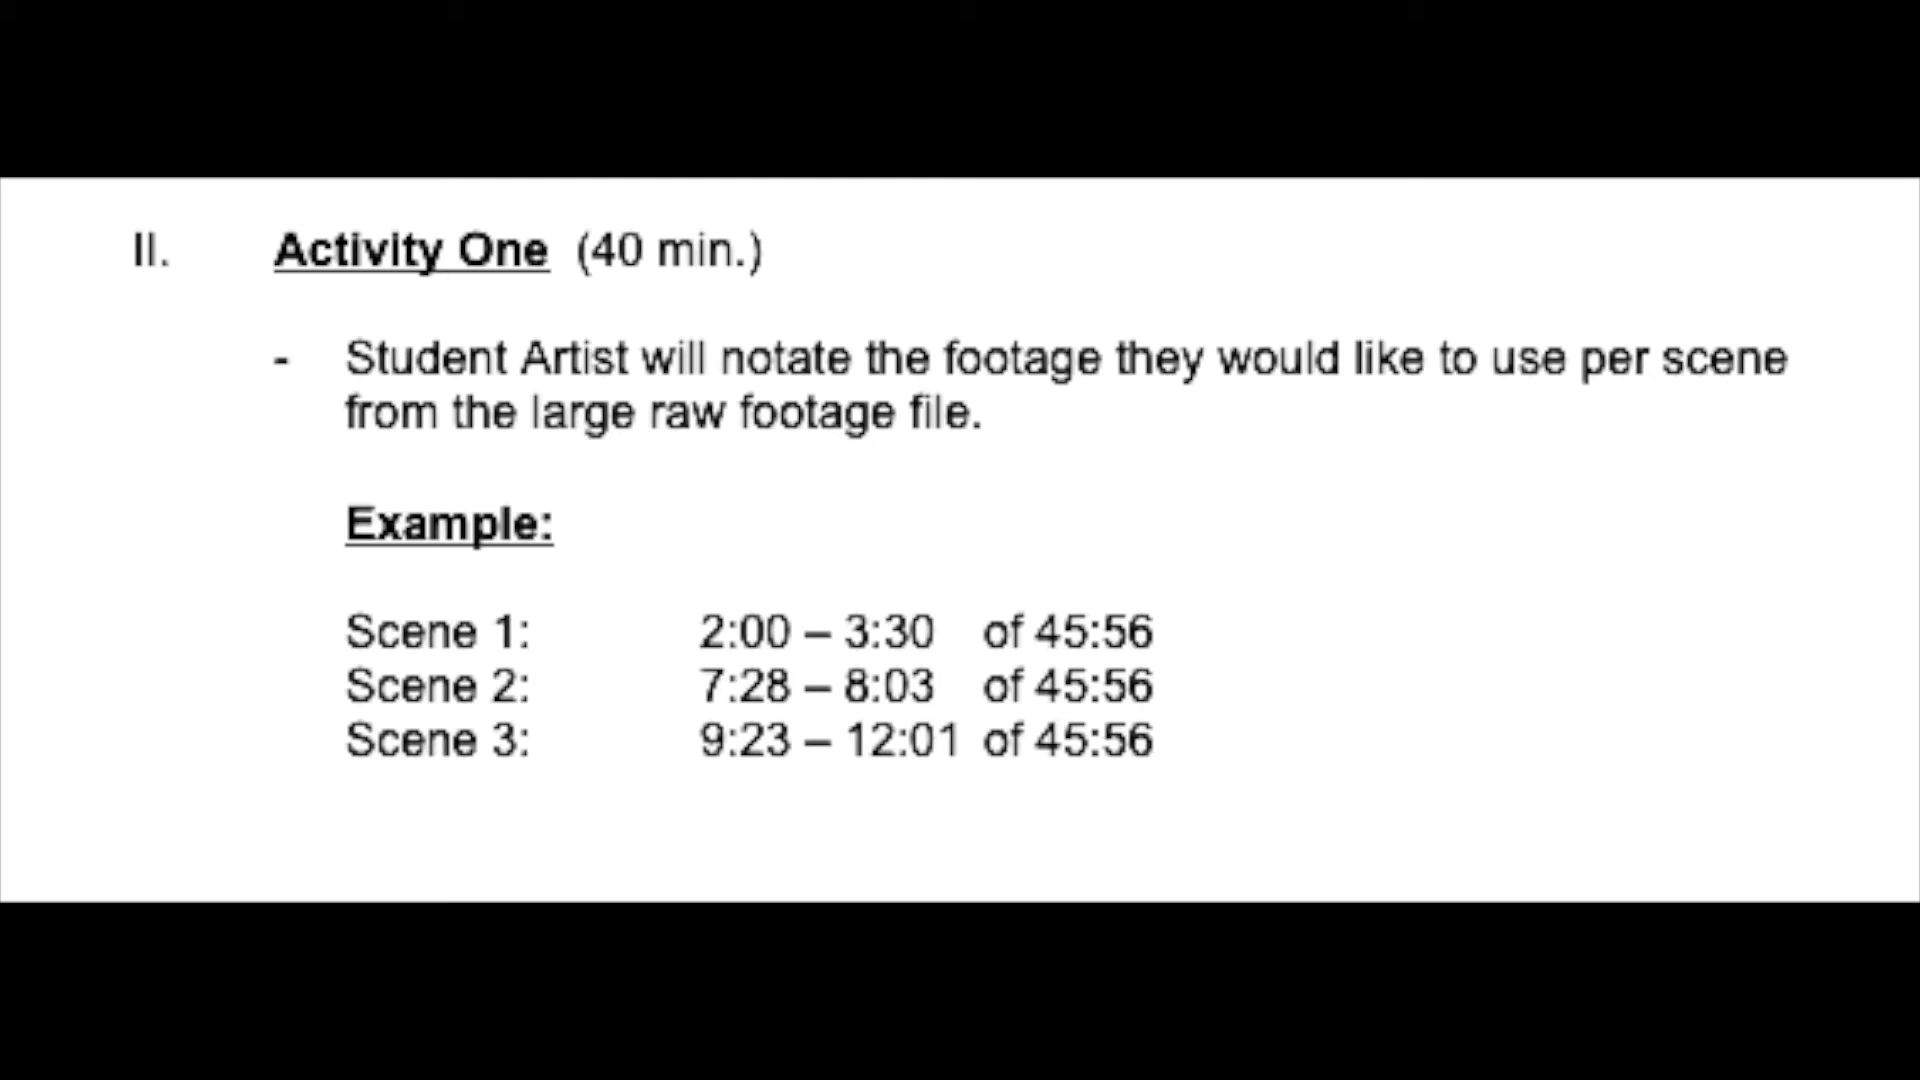 II. Activity One (40 min.)
- Student Artist will notate the footage they would like to use per scene
from the large raw footage file.
Example:
Scene 1: 2:00 – 3:30 of 45:56
Scene 2: 7:28 – 8:03 of 45:56
Scene 3: 9:23 – 12:01 of 45:56